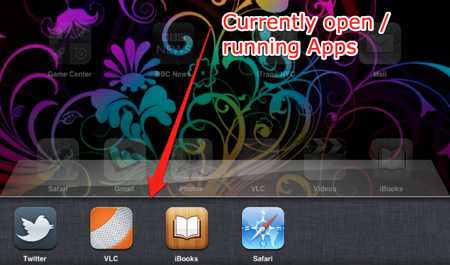 Currently open /
running Apps
Game Center BBC News Transit NYC Mail
Safari Gmail Photos VLC Videos iBooks
Twitter VLC iBooks Safari